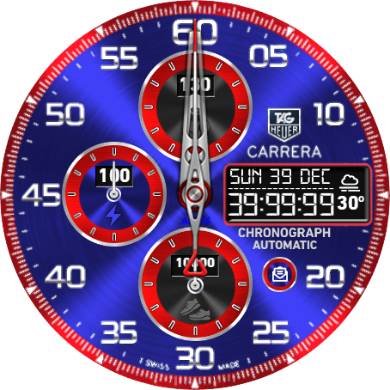 60
55
05
50
10
130
TAG
HEUER
CARRERA
45
100
SUN 39 DEC
39:99:99
30°
CHRONOGRAPH
AUTOMATIC
40
20
35
25
30
SWISS MADE